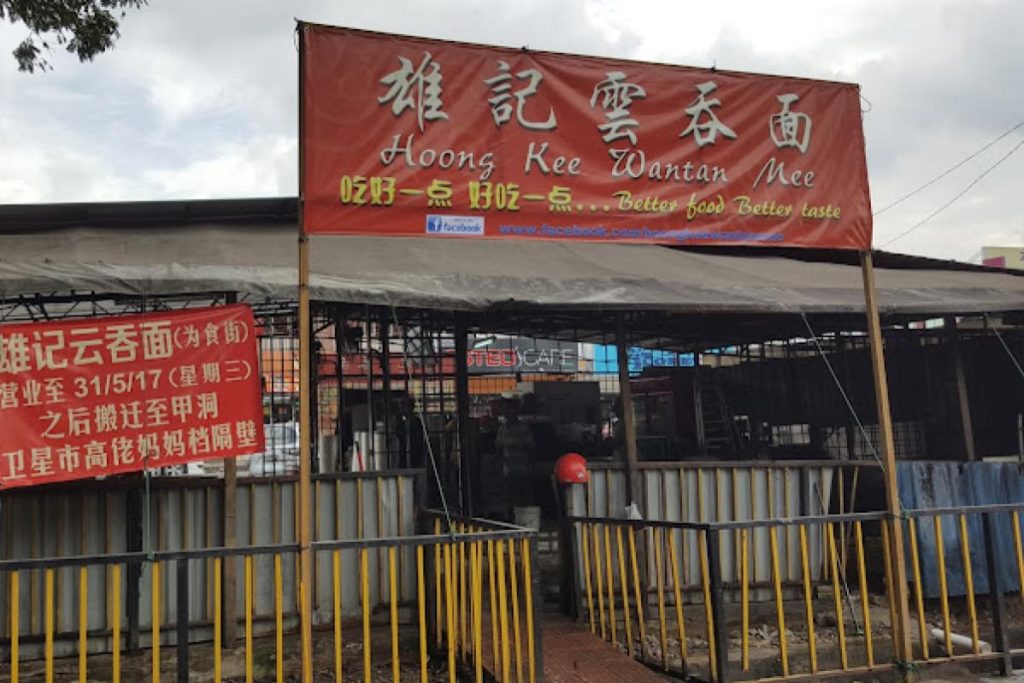 雄記雲吞面
Hoong Kee Wantan Mee
吃好一点 好吃一点... Better food Better taste
facebook
雄记云吞面(为食街)
营业至 31/5/17 (星期三)
之后搬迁至甲洞
卫星市高佬妈妈档隔壁
CAFE